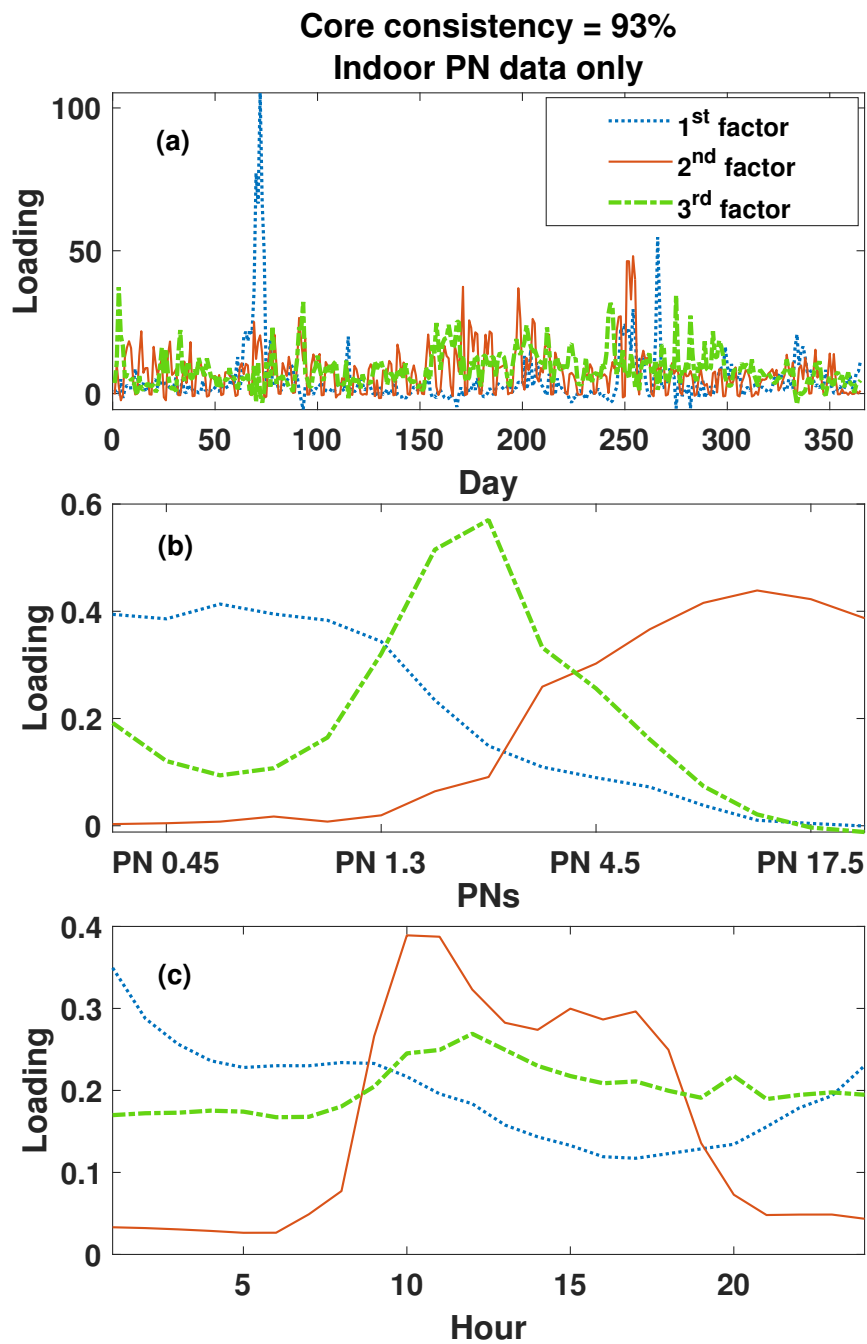 Core consistency = 93%
Indoor PN data only
100
50
0
Loading
(a)
1st factor
2nd factor
3rd factor
0 50 100 150 200 250 300 350
Day
0.6
0.4
0.2
0
Loading
(b)
PN 0.45 PN 1.3 PN 4.5 PN 17.5
PNs
0.4
0.3
0.2
0.1
0
Loading
(c)
5 10 15 20
Hour